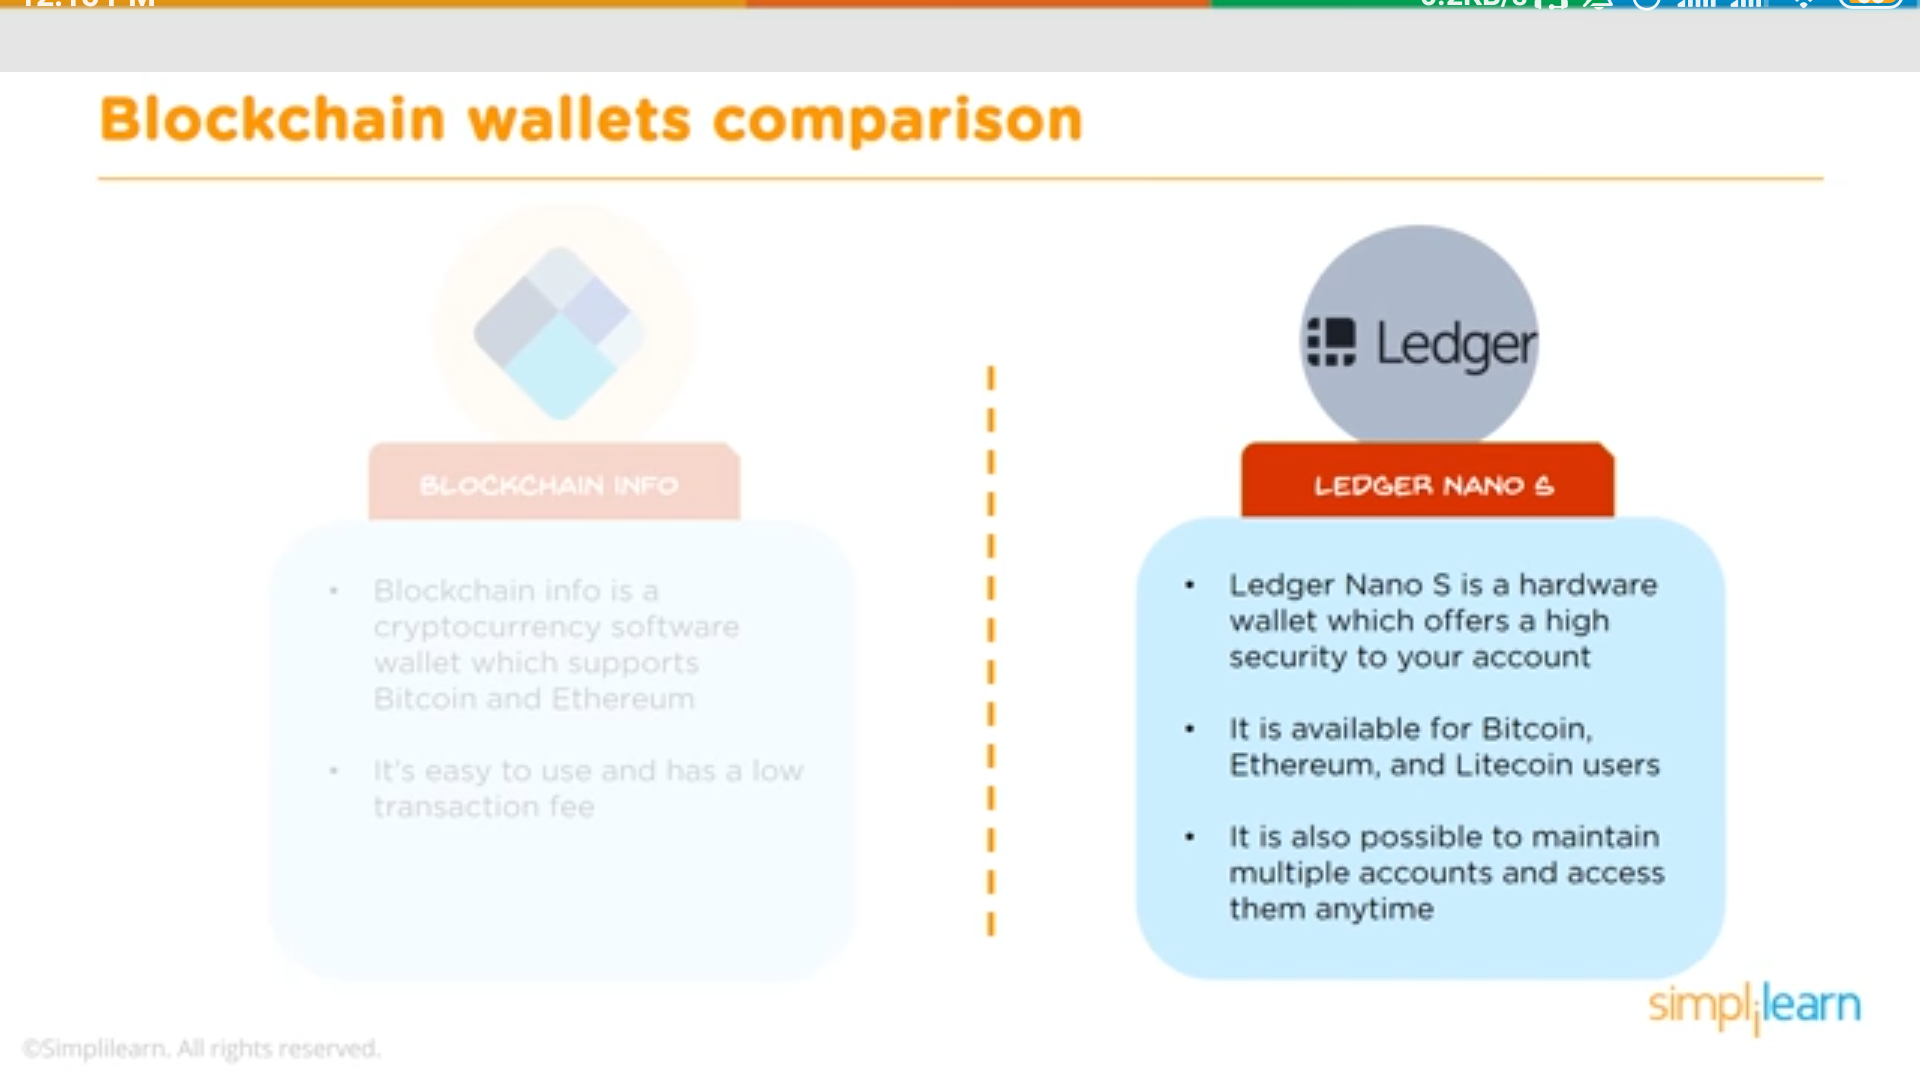 Blockchain wallets comparison
BLOCKCHAIN INFO
• Blockchain info is a
cryptocurrency software
wallet which supports
Bitcoin and Ethereum
• It's easy to use and has a low
transaction fee
Ledger
LEDGER NANO S
• Ledger Nano S is a hardware
wallet which offers a high
security to your account
• It is available for Bitcoin,
Ethereum, and Litecoin users
• It is also possible to maintain
multiple accounts and access
them anytime
simplilearn
©Simplilearn. All rights reserved.